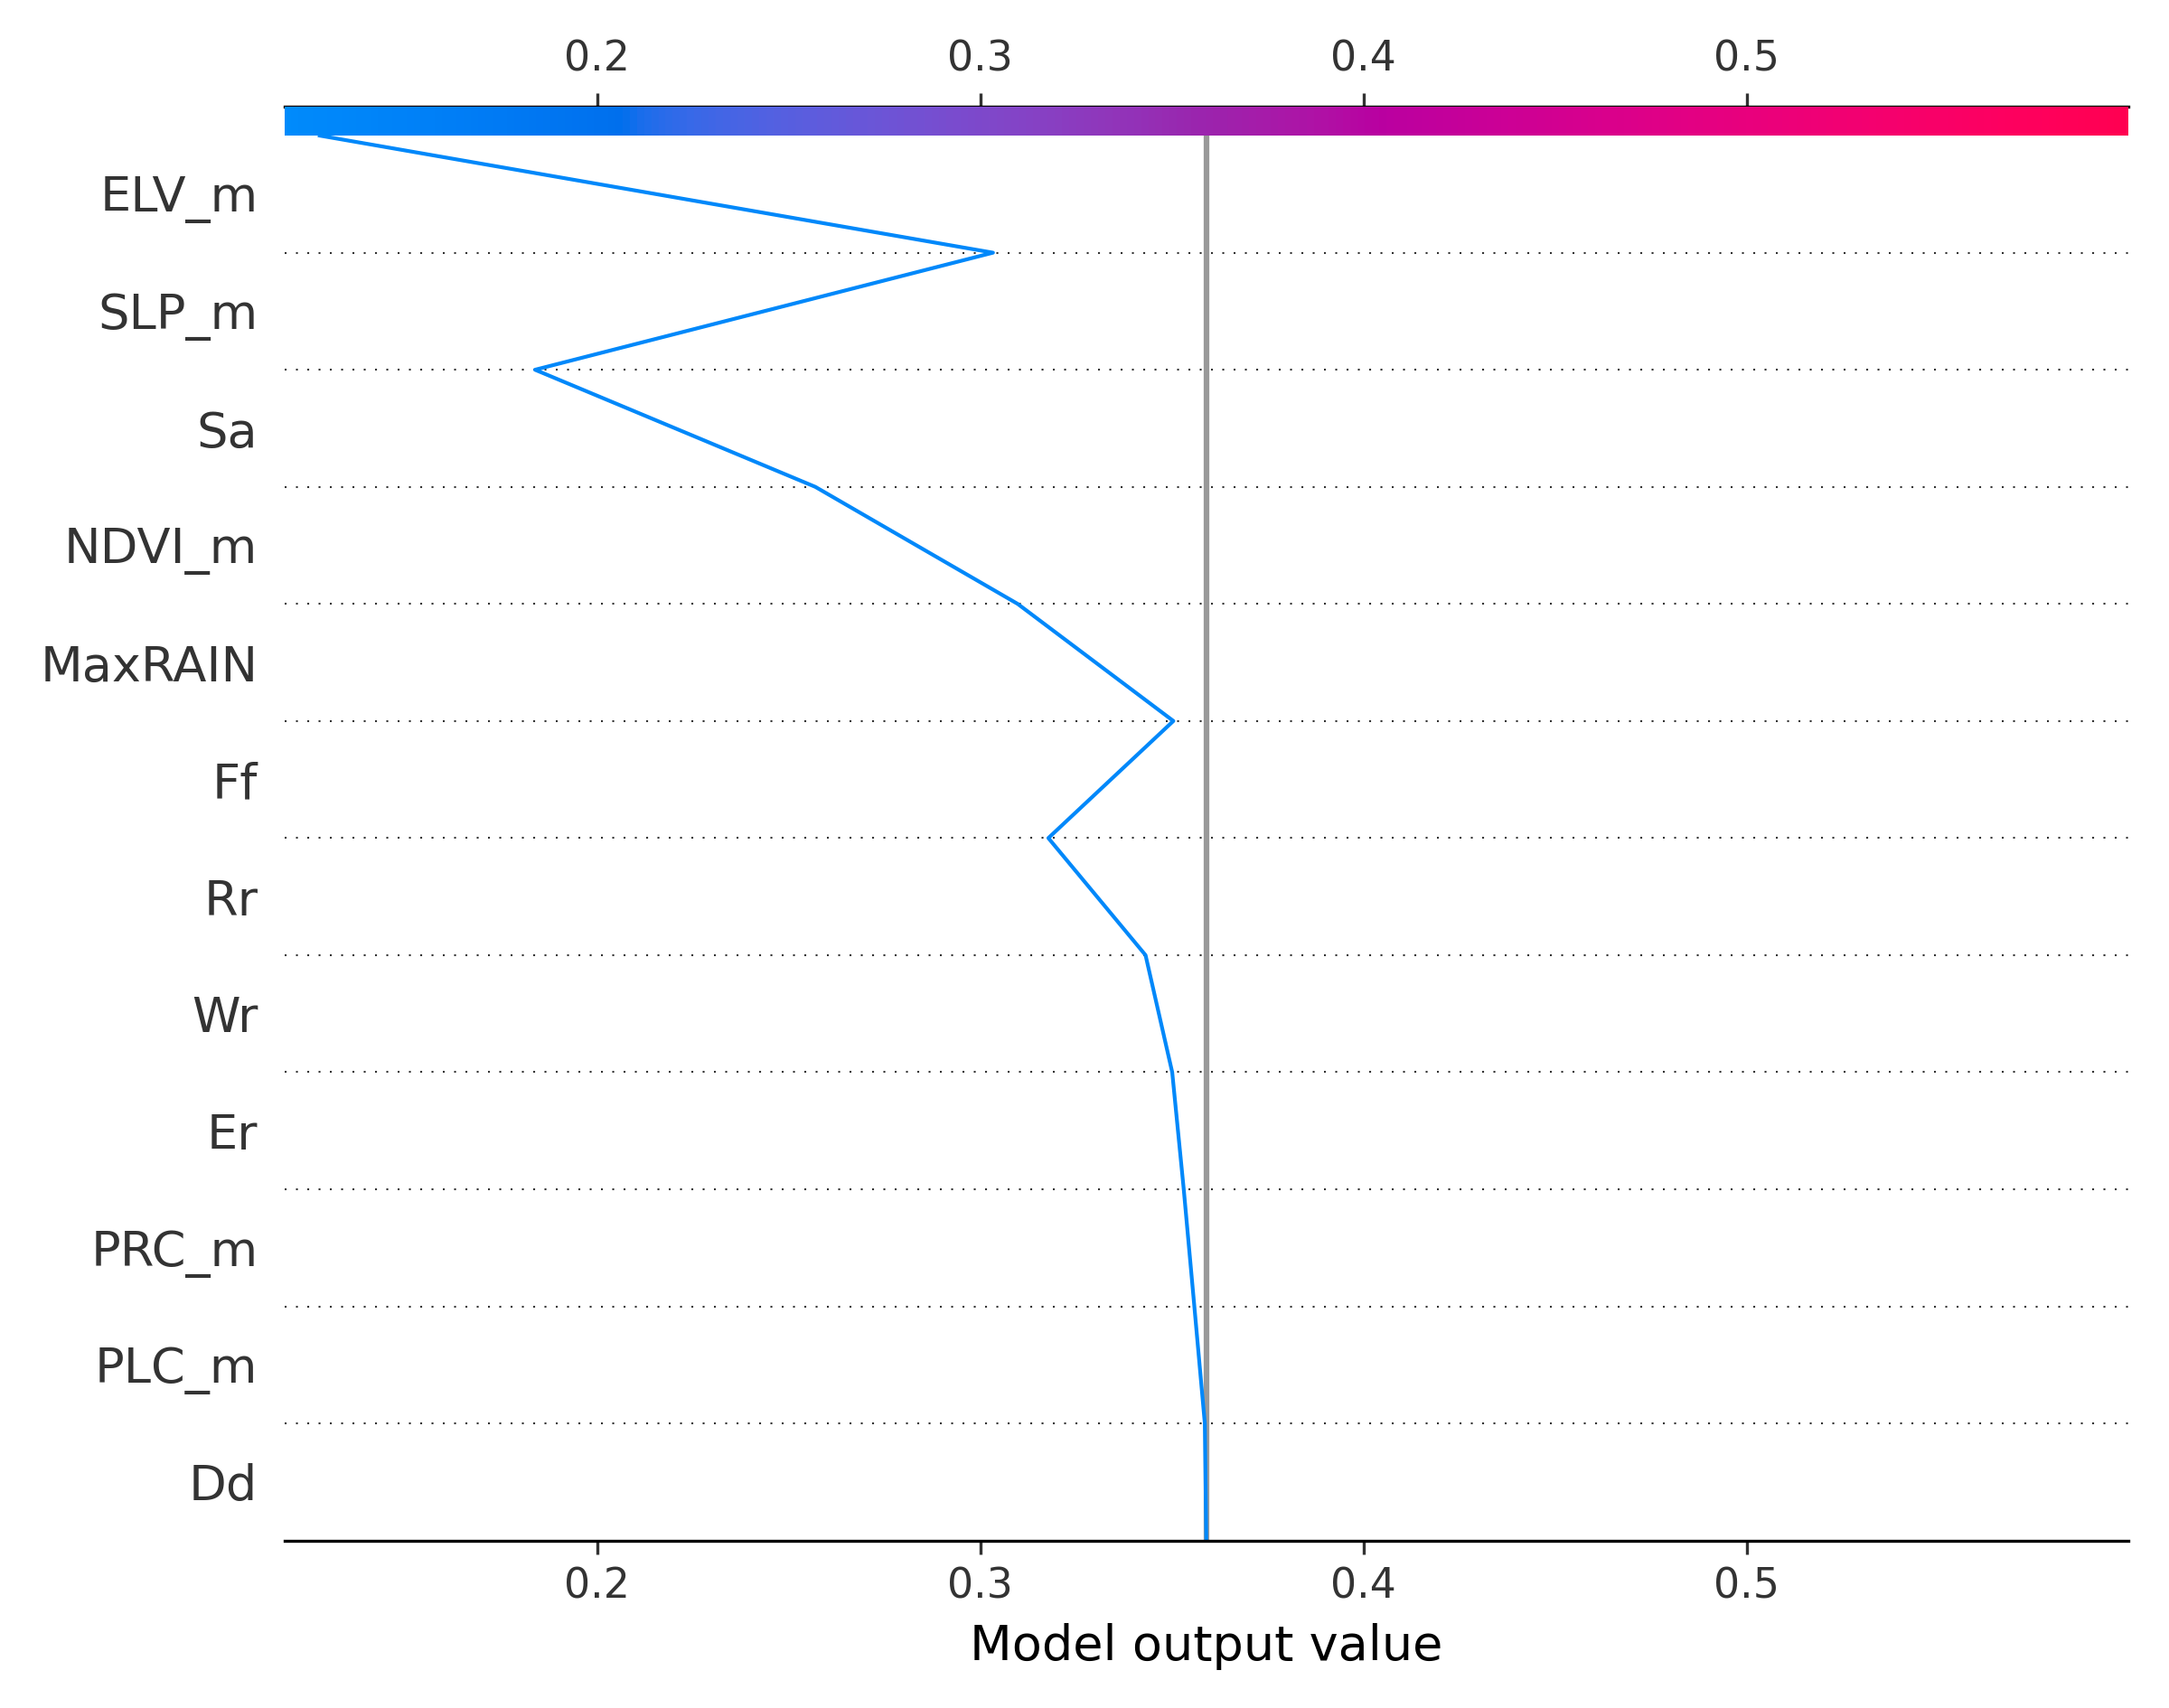 0.2 0.3 0.4 0.5
ELV_m
SLP_m
Sa
NDVI_m
MaxRAIN
Ff
Rr
Wr
Er
PRC_m
PLC_m
Dd
0.2 0.3 0.4 0.5
Model output value